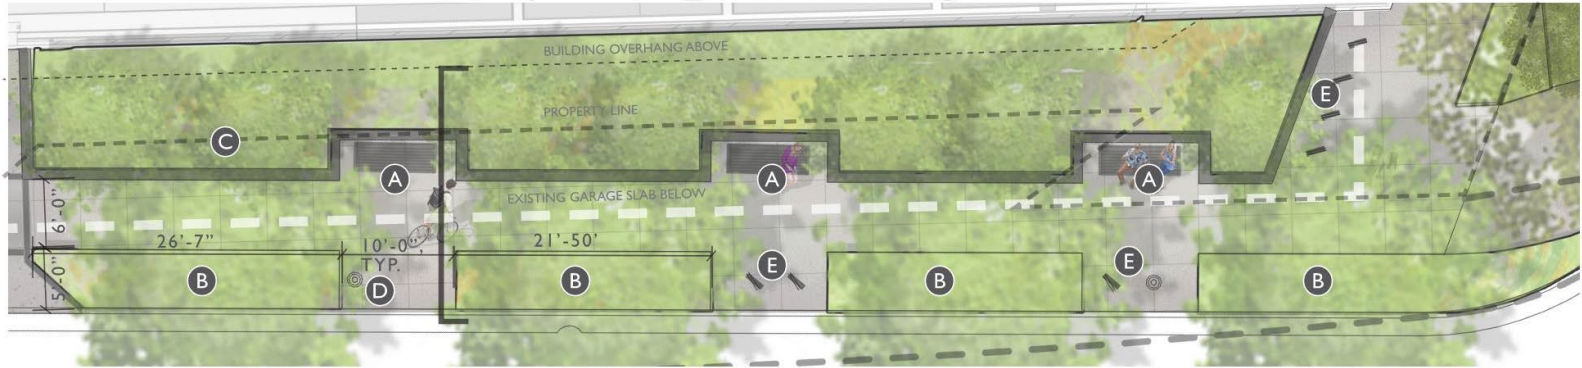 BUILDING OVERHANG ABOVE
PROPERTY LINE
E
C
A
A
A
EXISTING GARAGE SLAB BELOW
6'-0"
26'-7"
10'-0"
TYP.
21'-50'
5'-0"
B
D
B
E
B
E
B